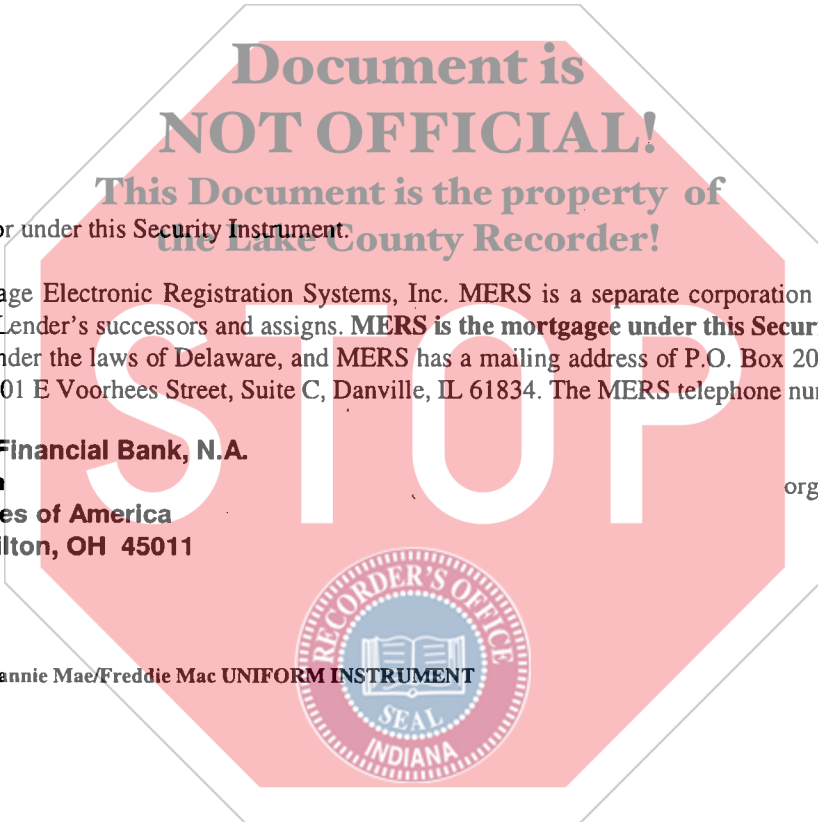 Document is
NOT OFFICIAL!
This Document is the property of
the Lake County Recorder!
or under this Security Instrument.
age Electronic Registration Systems, Inc. MERS is a separate corporation
Lender's successors and assigns. MERS is the mortgagee under this Securi
nder the laws of Delaware, and MERS has a mailing address of P.O. Box 20
01 E Voorhees Street, Suite C, Danville, IL 61834. The MERS telephone nu
Financial Bank, N.A.
org
es of America
ilton, OH 45011
STOP
RECORDER'S OFFICE
SEAL
INDIANA
annie Mae/Freddie Mac UNIFORM INSTRUMENT